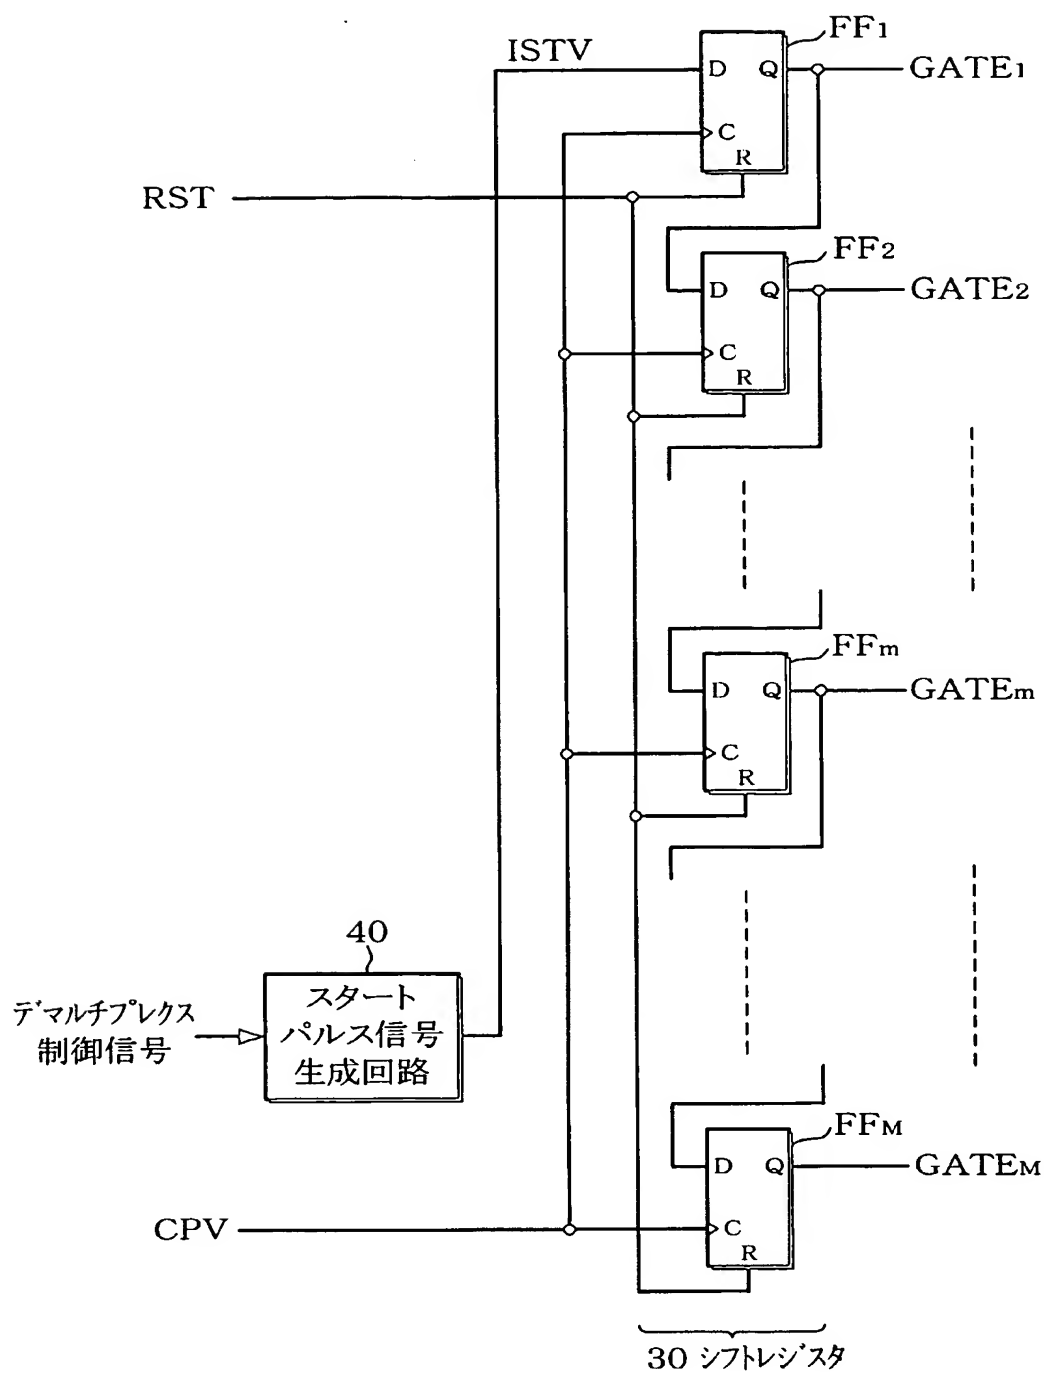 FF1
ISTV
D Q
GATE1
C
R
RST
FF2
D Q
GATE2
C
R
FFm
D Q
GATEm
C
R
40
スタート
パルス信号
生成回路
デマルチプレクス
制御信号
FFM
D Q
GATEM
CPV
C
R
30 シフトレジスタ